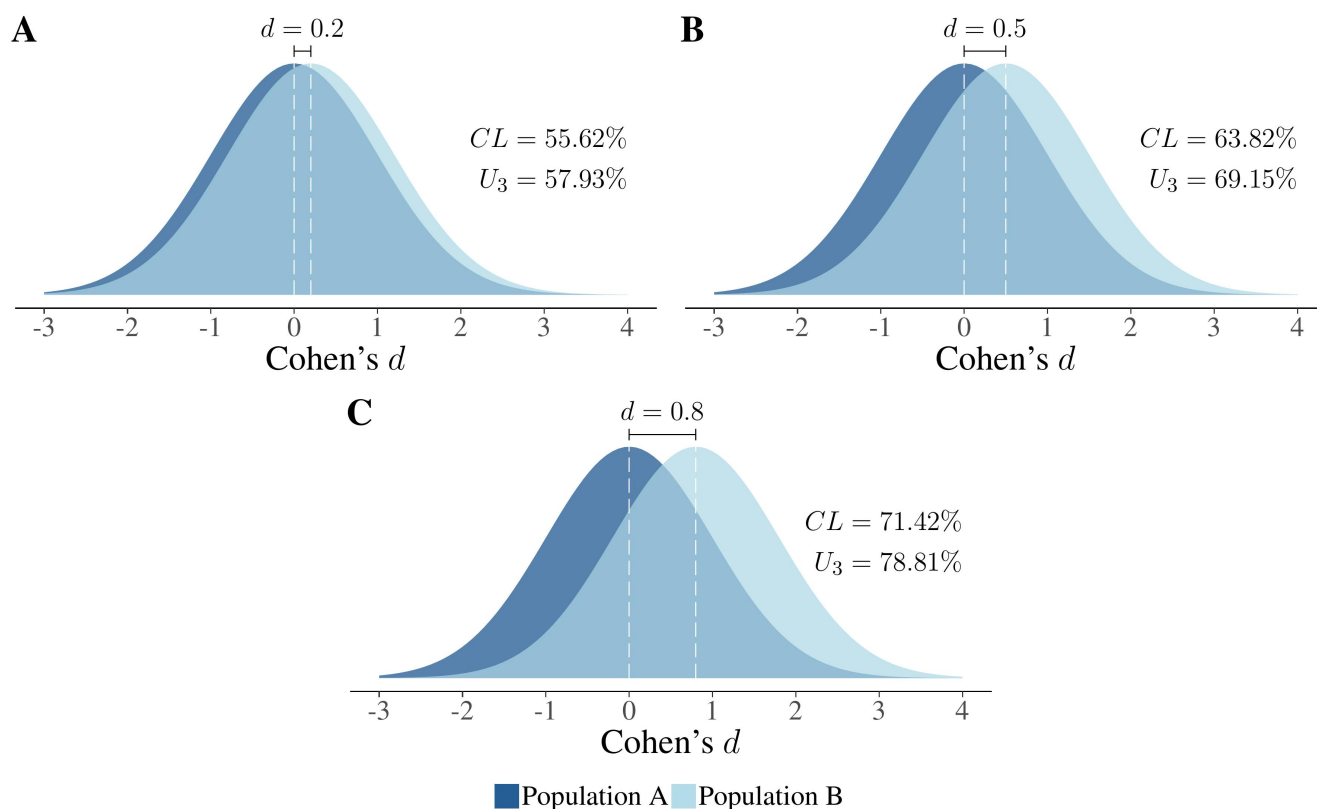 A
d = 0.2
CL = 55.62%
U₃ = 57.93%
-3 -2 -1 0 1 2 3 4
Cohen's d
B
d = 0.5
CL = 63.82%
U₃ = 69.15%
-3 -2 -1 0 1 2 3 4
Cohen's d
C
d = 0.8
CL = 71.42%
U₃ = 78.81%
-3 -2 -1 0 1 2 3 4
Cohen's d
Population A Population B